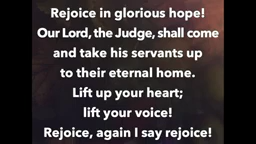 Rejoice in glorious hope!
Our Lord, the Judge, shall come
and take his servants up
to their eternal home.
Lift up your heart;
lift your voice!
Rejoice, again I say rejoice!